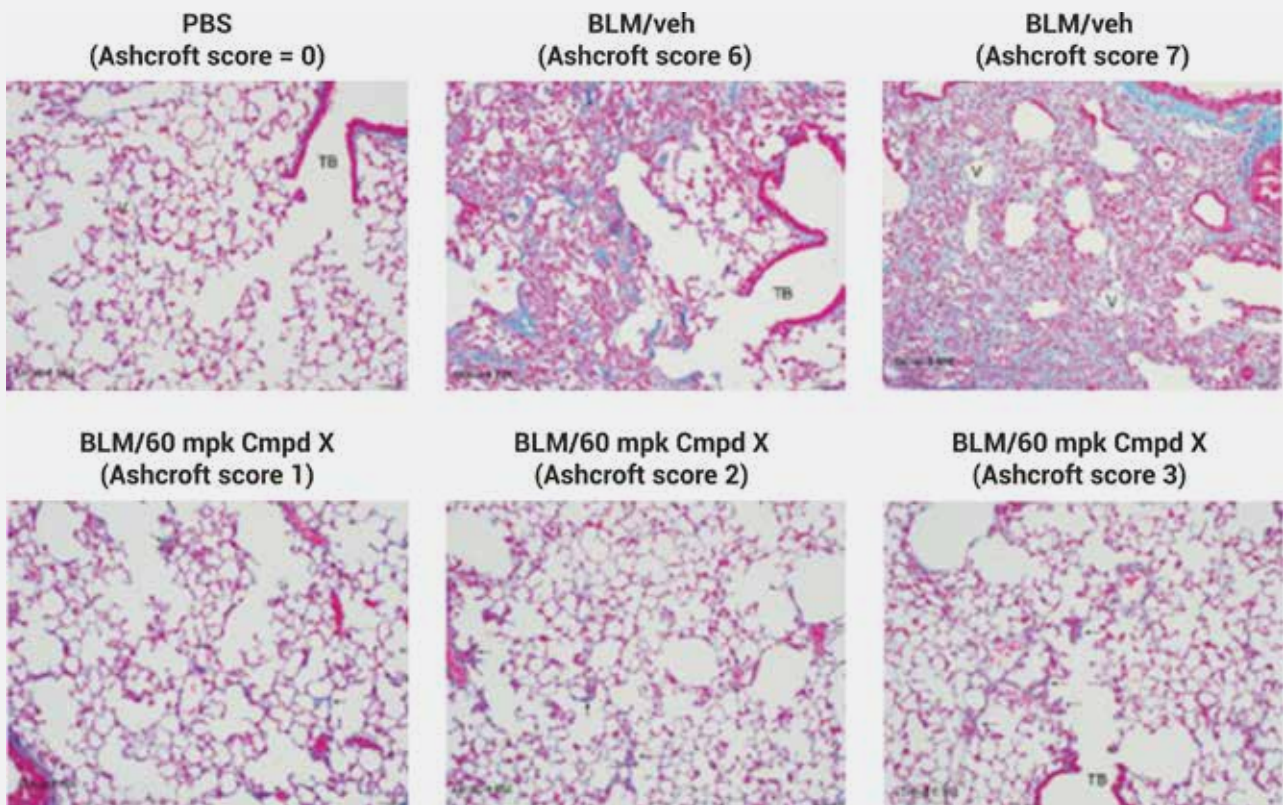 PBS
(Ashcroft score = 0)
BLM/veh
(Ashcroft score 6)
BLM/veh
(Ashcroft score 7)
TB
TB
V
V
BLM/60 mpk Cmpd X
(Ashcroft score 1)
BLM/60 mpk Cmpd X
(Ashcroft score 2)
BLM/60 mpk Cmpd X
(Ashcroft score 3)
TB